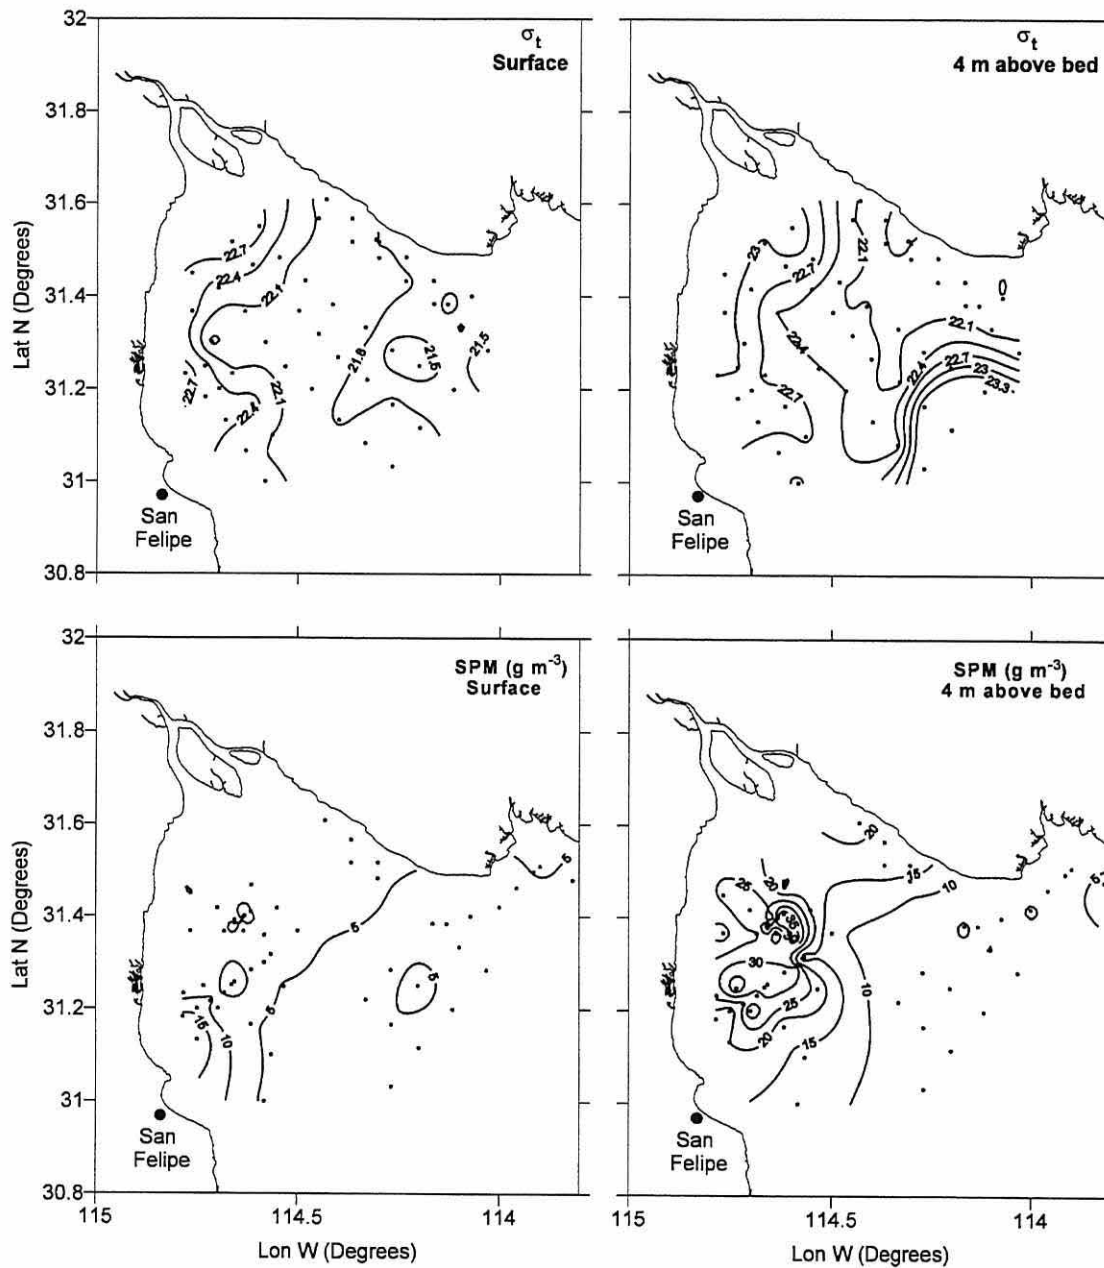 σt
Surface
32
31.8
31.6
31.4
31.2
31
30.8
Lat N (Degrees)
22.7
22.4
22.1
21.8
21.5
21.5
22.7
22.4
22.1
San
Felipe
σt
4 m above bed
23
22.7
22.1
22.4
22.1
22.4
22.7
23
23.3
22.7
San
Felipe
SPM (g m-3)
Surface
32
31.8
31.6
31.4
31.2
31
30.8
Lat N (Degrees)
5
5
5
15
10
San
Felipe
115
114.5
114
Lon W (Degrees)
SPM (g m-3)
4 m above bed
20
15
10
5
25
20
35
30
30
25
20
15
10
San
Felipe
115
114.5
114
Lon W (Degrees)